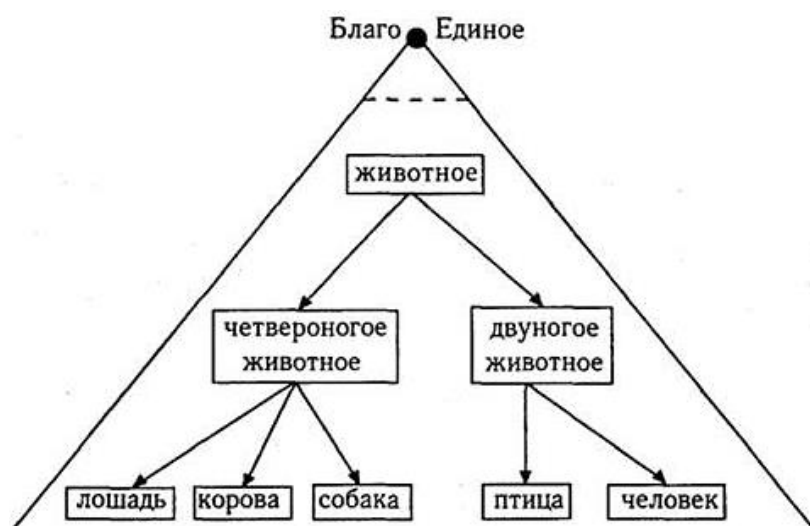 Благо Единое
животное
четвероногое
животное
двуногое
животное
лошадь
корова
собака
птица
человек